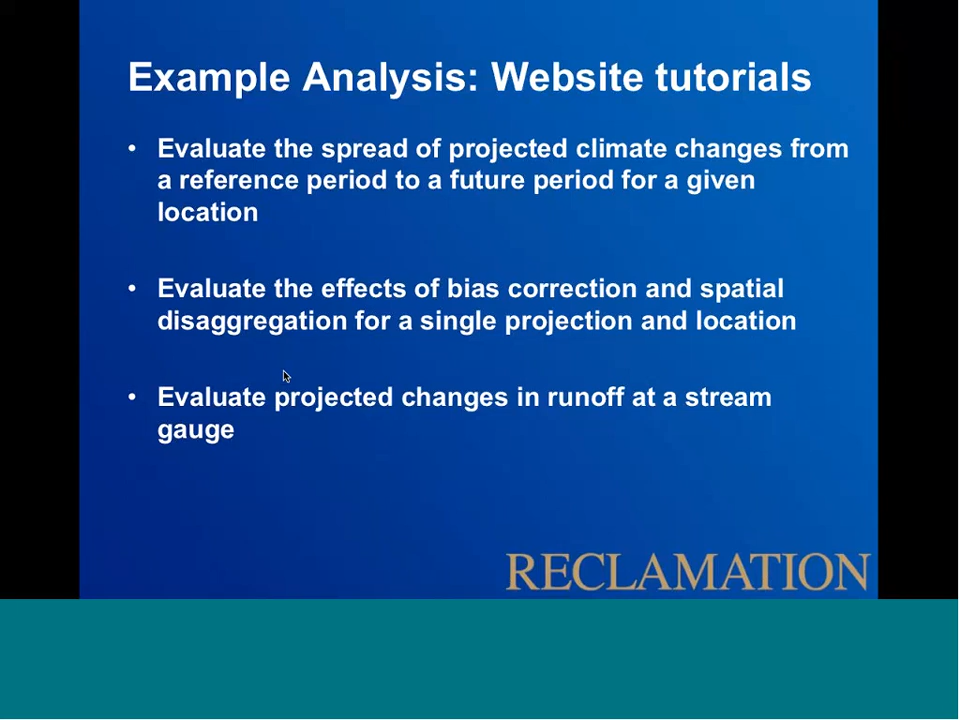 Example Analysis: Website tutorials
• Evaluate the spread of projected climate changes from
a reference period to a future period for a given
location
• Evaluate the effects of bias correction and spatial
disaggregation for a single projection and location
• Evaluate projected changes in runoff at a stream
gauge
RECLAMATION